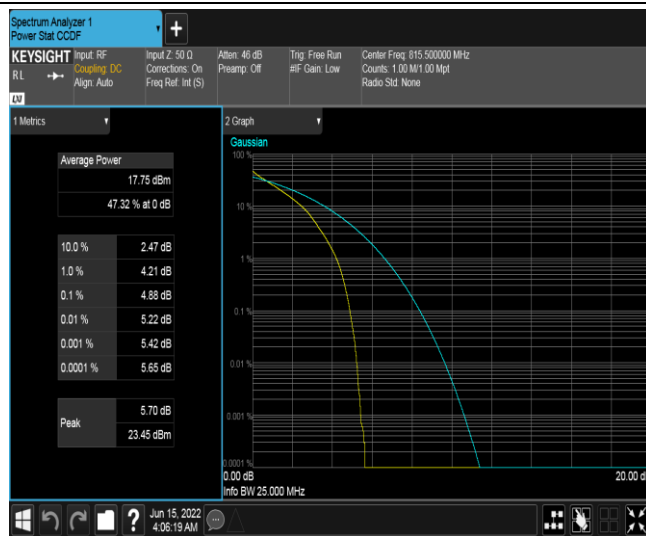 Spectrum Analyzer 1
Power Stat CCDF
+
KEYSIGHT
RL
LXI
Input: RF
Coupling: DC
Align: Auto
Input Z: 50 Ω
Corrections: On
Freq Ref: Int (S)
Atten: 46 dB
Preamp: Off
Trig: Free Run
#IF Gain: Low
Center Freq: 815.500000 MHz
Counts: 1.00 M/1.00 Mpt
Radio Std: None
1 Metrics
Average Power
17.75 dBm
47.32 % at 0 dB
10.0 % 2.47 dB
1.0 % 4.21 dB
0.1 % 4.88 dB
0.01 % 5.22 dB
0.001 % 5.42 dB
0.0001 % 5.65 dB
Peak
5.70 dB
23.45 dBm
2 Graph
Gaussian
100 %
10 %
1 %
0.1 %
0.01 %
0.001 %
0.0001 %
0.00 dB
20.00 d
Info BW 25.000 MHz
?
Jun 15, 2022
4:06:19 AM